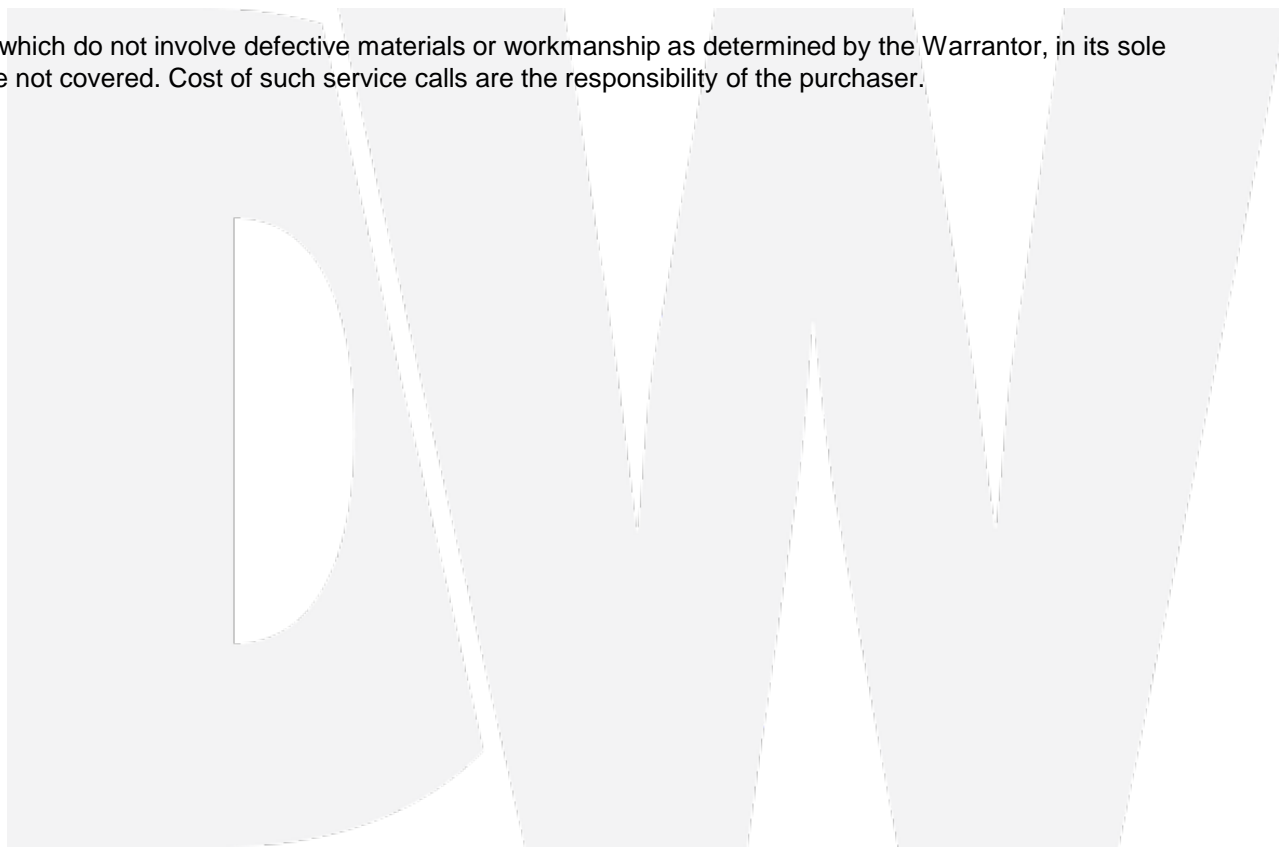 which do not involve defective materials or workmanship as determined by the Warrantor, in its sole
not covered. Cost of such service calls are the responsibility of the purchaser.
DW